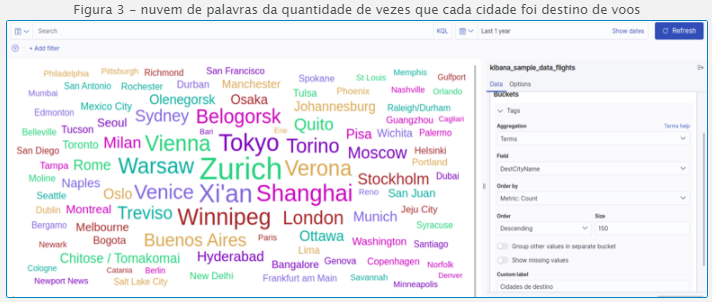 Figura 3 - nuvem de palavras da quantidade de vezes que cada cidade foi destino de voos
Search KQL Last 1 year Show dates Refresh
+ Add filter
kibana_sample_data_flights
Data Options
Buckets
Tags
Aggregation Terms help
Terms
Field
DestCityName
Order by
Metric: Count
Order Size
Descending 150
Group other values in separate bucket
Show missing values
Custom label
Cidades de destino
Philadelphia Pittsburgh Richmond San Francisco Memphis
Mumbai San Antonio Rochester Durban Manchester Spokane St Louis Gulfport
Tulsa Phoenix Nashville Orlando
Edmonton Mexico City Olenegorsk Osaka Johannesburg Raleigh/Durham
Belleville Tucson Seoul Sydney Belogorsk Quito Guangzhou Cagliari
San Diego Toronto Milan Vienna Bari Tokyo Erie Torino Pisa Wichita Palermo
Tampa Rome Warsaw Zurich Verona Moscow Helsinki
Moline Portland
Seattle Naples Oslo Venice Xi'an Shanghai Stockholm Dubai
Reno San Juan
Dublin Montreal Treviso Winnipeg London Munich Jeju City
Bergamo Melbourne Syracuse
Newark Bogota Buenos Aires Paris Ottawa Washington Santiago
Lima
Cologne Chitose / Tomakomai Hyderabad Bangalore Genova Copenhagen Norfolk
Catania Berlin New Delhi Frankfurt am Main Savannah Denver
Newport News Salt Lake City Minneapolis